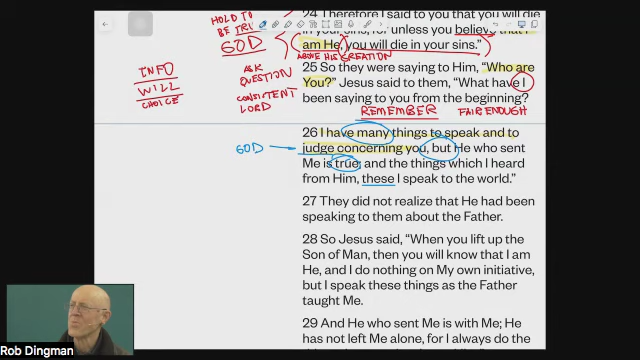 24 Therefore I said to you that you will die
in your sins; for unless you believe that I
am He, you will die in your sins."
HOLD TO
BE TRUE
GOD
ABOVE HIS CREATION
25 So they were saying to Him, "Who are
You?" Jesus said to them, "What have I
been saying to you from the beginning?
INFO
WILL
CHOICE
ASK
QUESTION
CONSISTENT
LORD
REMEMBER
FAIR ENOUGH
26 I have many things to speak and to
judge concerning you, but He who sent
Me is true; and the things which I heard
from Him, these I speak to the world."
GOD
27 They did not realize that He had been
speaking to them about the Father.
28 So Jesus said, "When you lift up the
Son of Man, then you will know that I am
He, and I do nothing on My own initiative,
but I speak these things as the Father
taught Me.
29 And He who sent Me is with Me; He
has not left Me alone, for I always do the
Rob Dingman